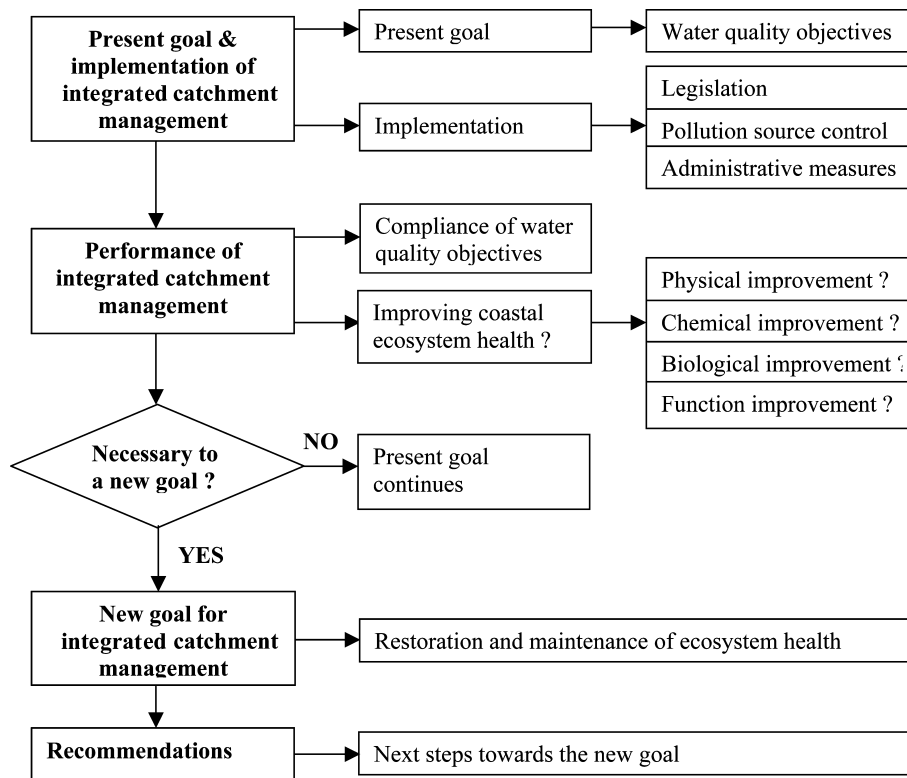 Present goal &
implementation of
integrated catchment
management
Present goal
Water quality objectives
Implementation
Legislation
Pollution source control
Administrative measures
Performance of
integrated catchment
management
Compliance of water
quality objectives
Improving coastal
ecosystem health ?
Physical improvement ?
Chemical improvement ?
Biological improvement ?
Function improvement ?
Necessary to
a new goal ?
NO
Present goal
continues
YES
New goal for
integrated catchment
management
Restoration and maintenance of ecosystem health
Recommendations
Next steps towards the new goal